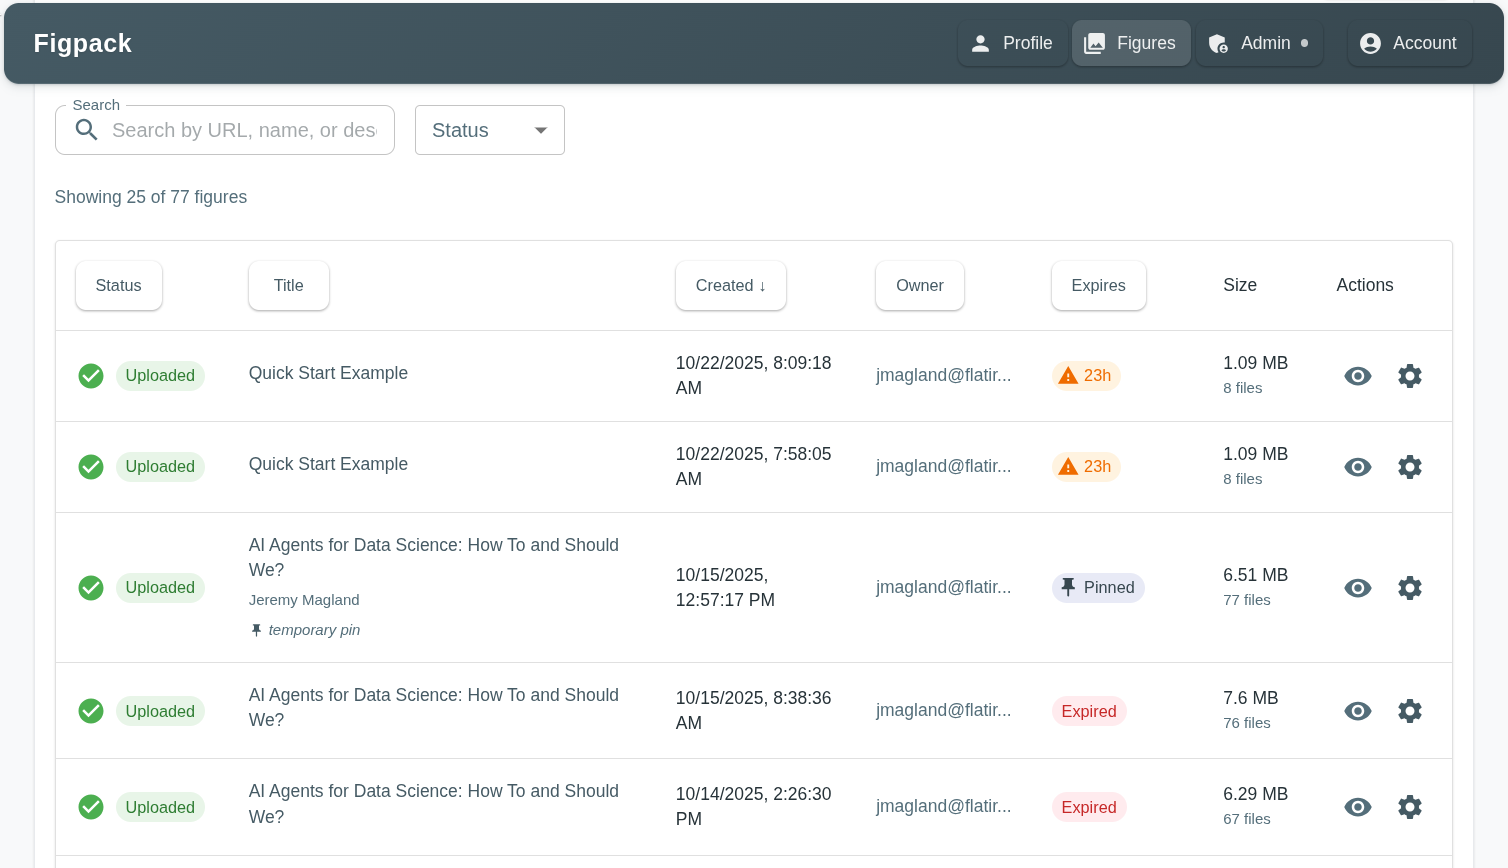 Figpack
Profile
Figures
Admin
Account
Search
Search by URL, name, or des
Status
Showing 25 of 77 figures
Status Title Created ↓ Owner Expires Size Actions
Uploaded
Quick Start Example
10/22/2025, 8:09:18
AM
jmagland@flatir...
23h
1.09 MB
8 files
Uploaded
Quick Start Example
10/22/2025, 7:58:05
AM
jmagland@flatir...
23h
1.09 MB
8 files
Uploaded
AI Agents for Data Science: How To and Should
We?
Jeremy Magland
temporary pin
10/15/2025,
12:57:17 PM
jmagland@flatir...
Pinned
6.51 MB
77 files
Uploaded
AI Agents for Data Science: How To and Should
We?
10/15/2025, 8:38:36
AM
jmagland@flatir...
Expired
7.6 MB
76 files
Uploaded
AI Agents for Data Science: How To and Should
We?
10/14/2025, 2:26:30
PM
jmagland@flatir...
Expired
6.29 MB
67 files